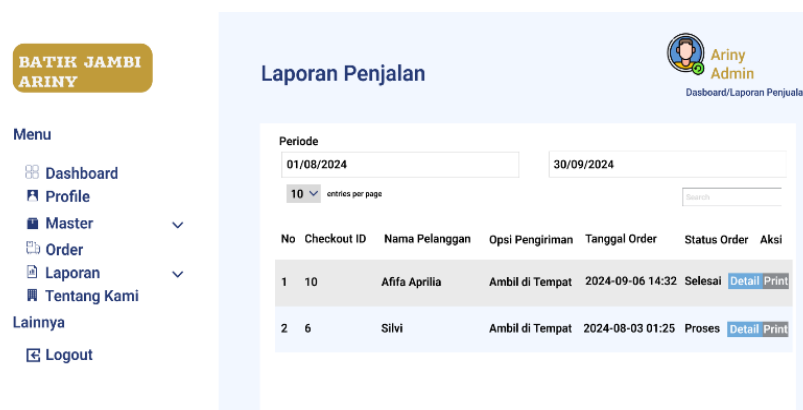 BATIK JAMBI
ARINY
Menu
Dashboard
Profile
Master
Order
Laporan
Tentang Kami
Lainnya
Logout
Laporan Penjalan
Ariny
Admin
Dasboard/Laporan Penjuala
Periode
01/08/2024 30/09/2024
10 entries per page Search
No Checkout ID Nama Pelanggan Opsi Pengiriman Tanggal Order Status Order Aksi
1 10 Afifa Aprilia Ambil di Tempat 2024-09-06 14:32 Selesai Detail Print
2 6 Silvi Ambil di Tempat 2024-08-03 01:25 Proses Detail Print